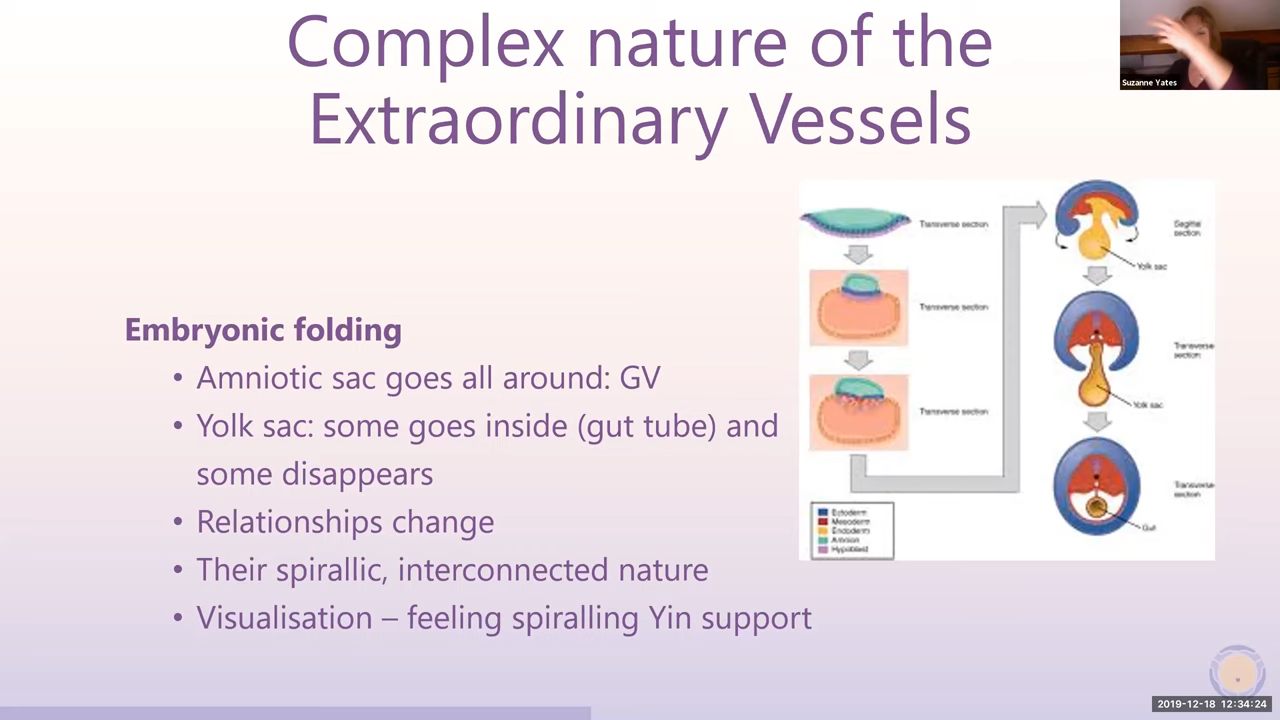 Complex nature of the
Extraordinary Vessels
Suzanne Yates
Embryonic folding
• Amniotic sac goes all around: GV
• Yolk sac: some goes inside (gut tube) and
some disappears
• Relationships change
• Their spirallic, interconnected nature
• Visualisation – feeling spiralling Yin support
Transverse section
Transverse section
Transverse section
Sagittal
section
Yolk sac
Transverse
section
Yolk sac
Transverse
section
Gut
Ectoderm
Mesoderm
Endoderm
Amnion
Hypoblast
2019-12-18 12:34:24